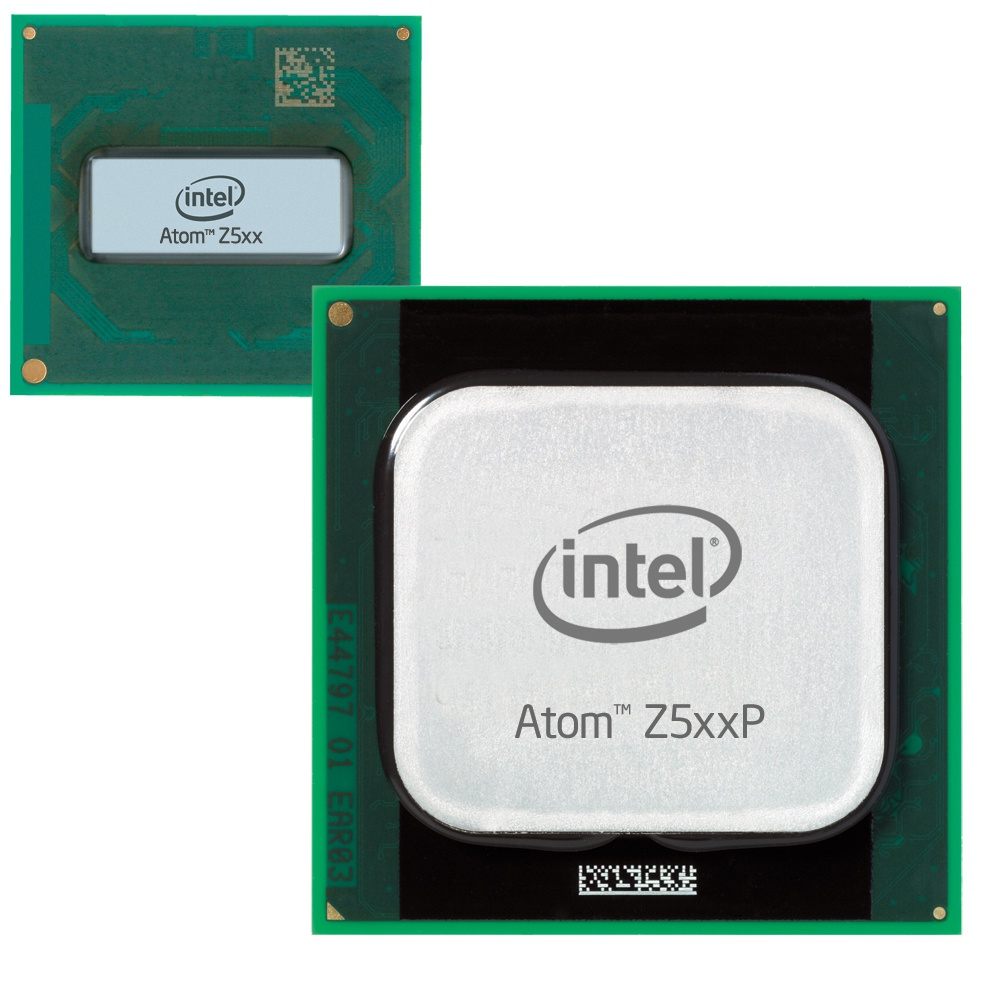 intel®
Atom™ Z5xx
intel®
Atom™ Z5xxP
E44797 01 EAR03